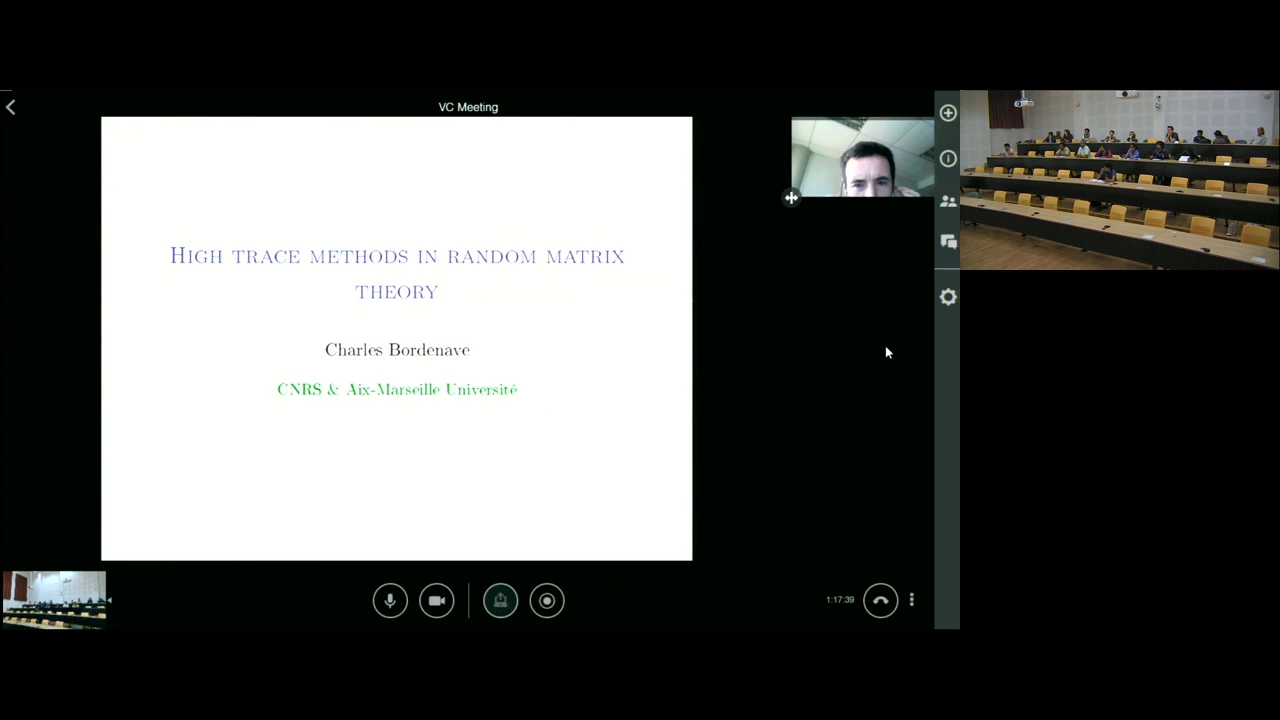 VC Meeting
HIGH TRACE METHODS IN RANDOM MATRIX
THEORY
Charles Bordenave
CNRS & Aix-Marseille Université
1:17:39